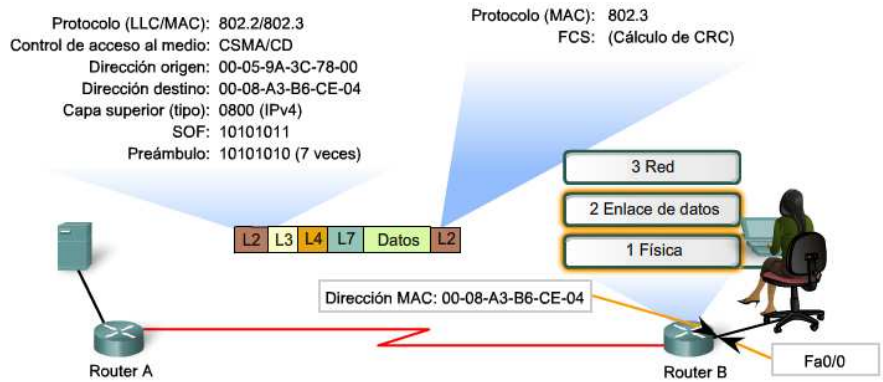 Protocolo (LLC/MAC): 802.2/802.3
Control de acceso al medio: CSMA/CD
Dirección origen: 00-05-9A-3C-78-00
Dirección destino: 00-08-A3-B6-CE-04
Capa superior (tipo): 0800 (IPv4)
SOF: 10101011
Preámbulo: 10101010 (7 veces)
Protocolo (MAC): 802.3
FCS: (Cálculo de CRC)
3 Red
2 Enlace de datos
1 Física
L2 L3 L4 L7 Datos L2
Dirección MAC: 00-08-A3-B6-CE-04
Router A
Router B
Fa0/0